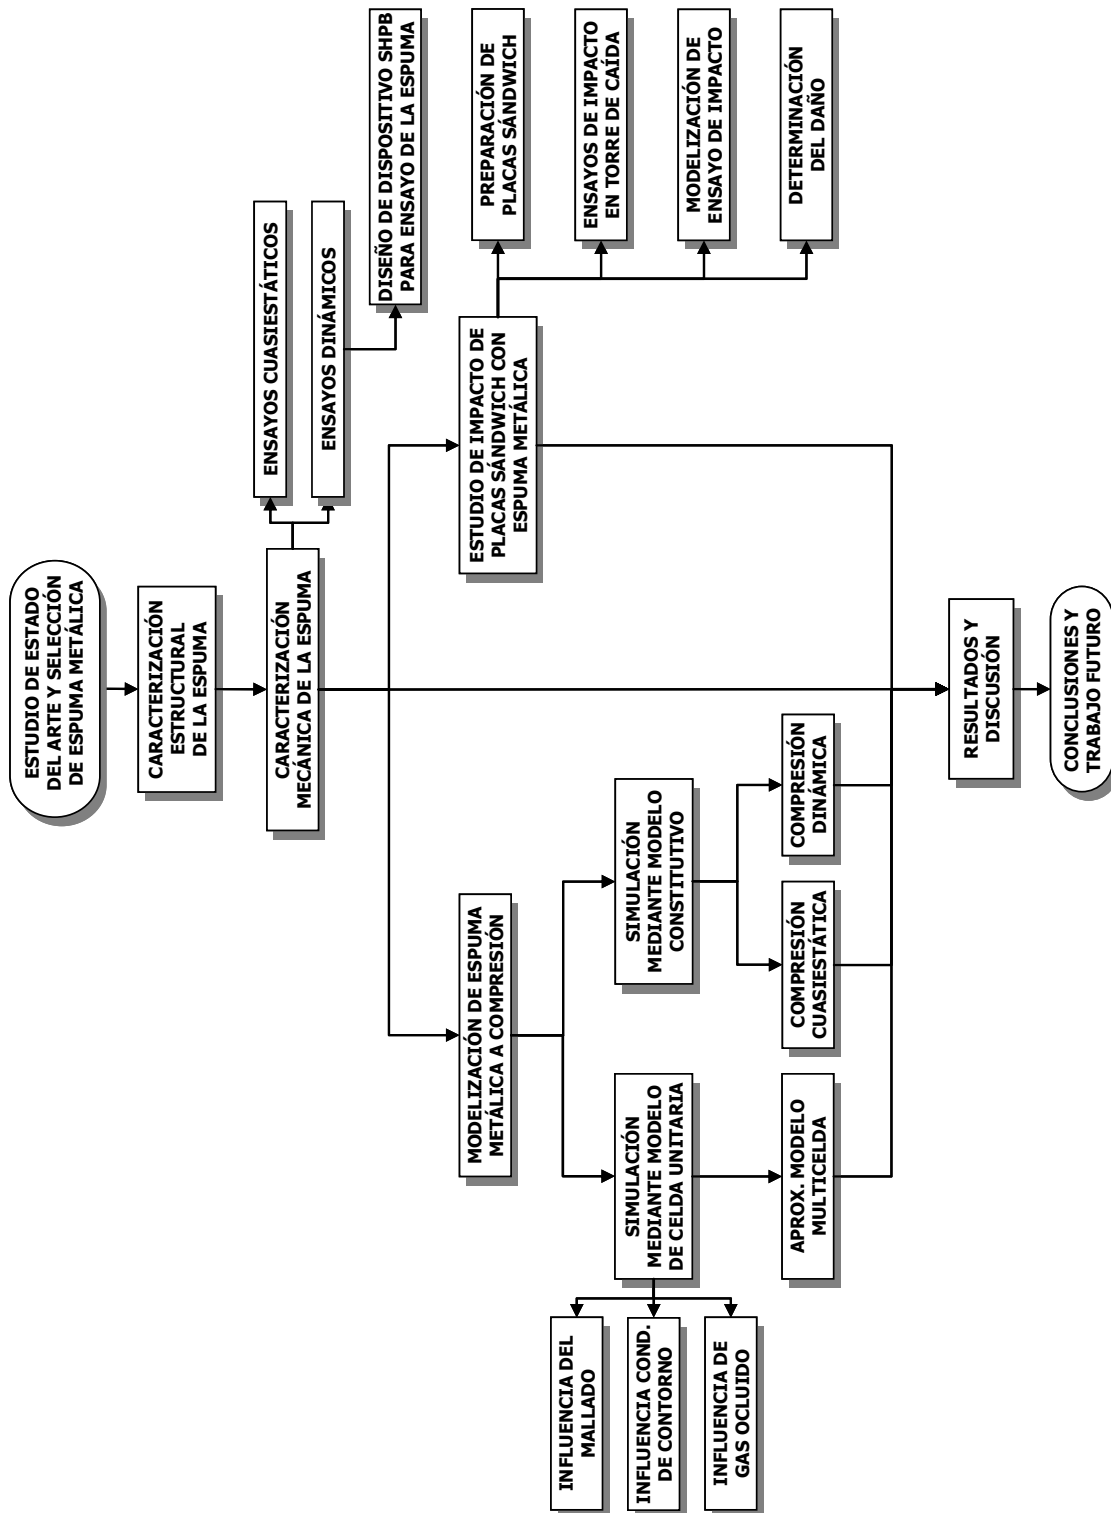 ESTUDIO DE ESTADO
DEL ARTE Y SELECCIÓN
DE ESPUMA METÁLICA
CARACTERIZACIÓN
ESTRUCTURAL
DE LA ESPUMA
CARACTERIZACIÓN
MECÁNICA DE LA ESPUMA
ENSAYOS CUASIESTÁTICOS
ENSAYOS DINÁMICOS
DISEÑO DE DISPOSITIVO SHPB
PARA ENSAYO DE LA ESPUMA
MODELIZACIÓN DE ESPUMA
METÁLICA A COMPRESIÓN
ESTUDIO DE IMPACTO DE
PLACAS SÁNDWICH CON
ESPUMA METÁLICA
PREPARACIÓN DE
PLACAS SÁNDWICH
ENSAYOS DE IMPACTO
EN TORRE DE CAÍDA
MODELIZACIÓN DE
ENSAYO DE IMPACTO
DETERMINACIÓN
DEL DAÑO
SIMULACIÓN
MEDIANTE MODELO
DE CELDA UNITARIA
SIMULACIÓN
MEDIANTE MODELO
CONSTITUTIVO
INFLUENCIA DEL
MALLADO
INFLUENCIA COND.
DE CONTORNO
INFLUENCIA DE
GAS OCLUIDO
APROX. MODELO
MULTICELDA
COMPRESIÓN
CUASIESTÁTICA
COMPRESIÓN
DINÁMICA
RESULTADOS Y
DISCUSIÓN
CONCLUSIONES Y
TRABAJO FUTURO